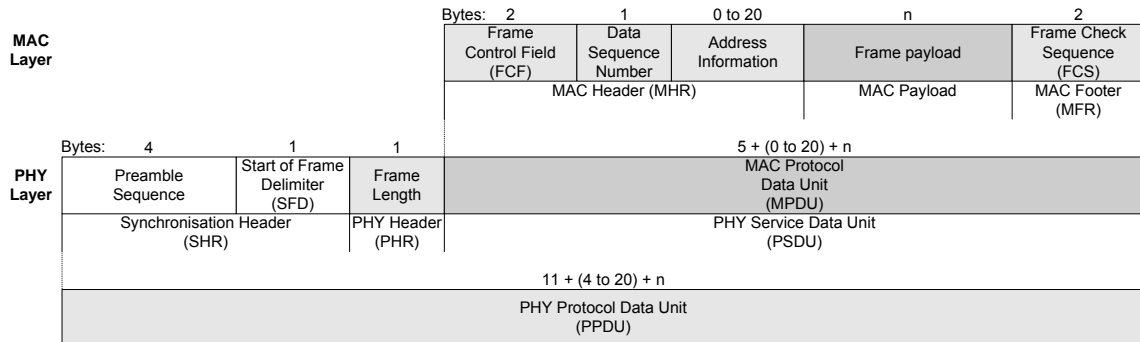 Bytes: 2 1 0 to 20 n 2
MAC
Layer
Frame
Control Field
(FCF)
Data
Sequence
Number
Address
Information
Frame payload
Frame Check
Sequence
(FCS)
MAC Header (MHR)
MAC Payload
MAC Footer
(MFR)
Bytes: 4 1 1 5 + (0 to 20) + n
PHY
Layer
Preamble
Sequence
Start of Frame
Delimiter
(SFD)
Frame
Length
MAC Protocol
Data Unit
(MPDU)
Synchronisation Header
(SHR)
PHY Header
(PHR)
PHY Service Data Unit
(PSDU)
11 + (4 to 20) + n
PHY Protocol Data Unit
(PPDU)